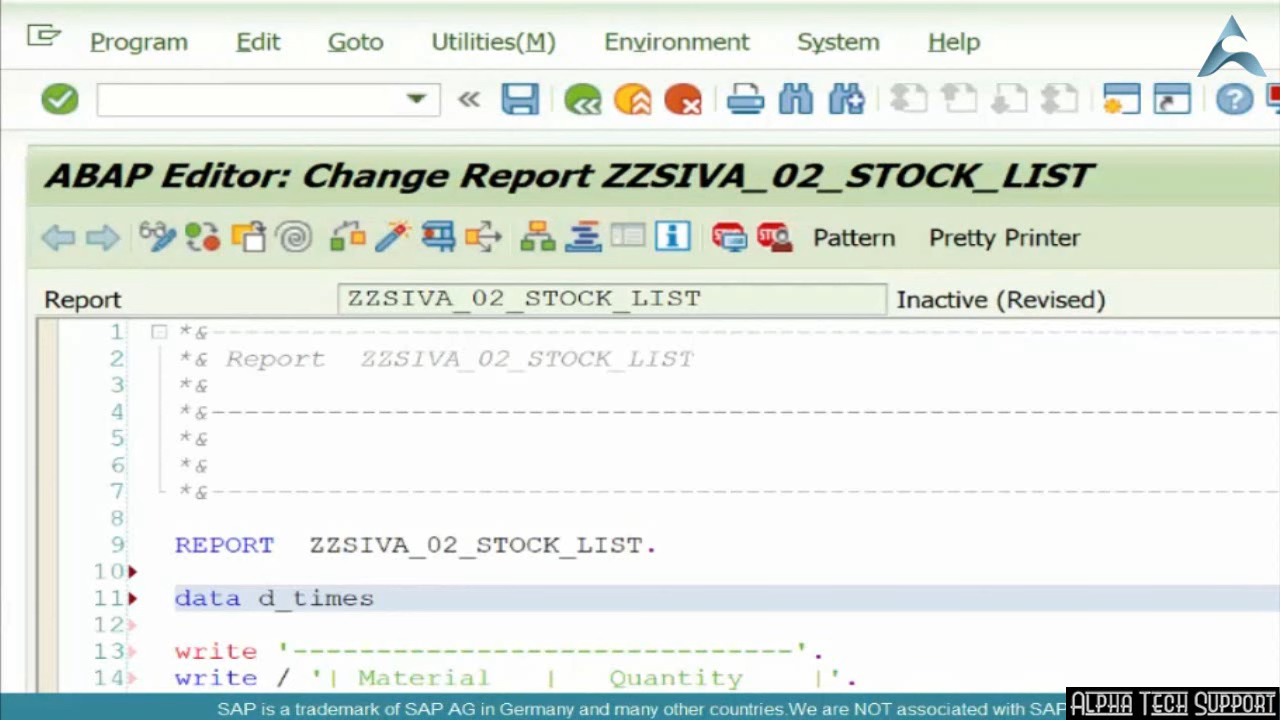 Program Edit Goto Utilities(M) Environment System Help
ABAP Editor: Change Report ZZSIVA_02_STOCK_LIST
Pattern Pretty Printer
Report ZZSIVA_02_STOCK_LIST Inactive (Revised)
1 *&---------------------------------------------------------------------
2 *& Report  ZZSIVA_02_STOCK_LIST
3 *&
4 *&---------------------------------------------------------------------
5 *&
6 *&
7 *&---------------------------------------------------------------------
8
9 REPORT  ZZSIVA_02_STOCK_LIST.
10
11 data d_times
12
13 write '------------------------------'.
14 write / '| Material   |   Quantity    |'.
SAP is a trademark of SAP AG in Germany and many other countries.We are NOT associated with SAP
ALPHA TECH SUPPORT